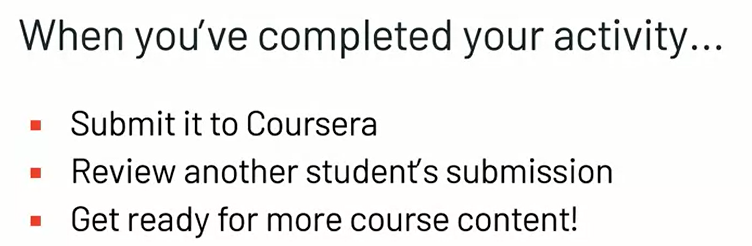 When you've completed your activity...
Submit it to Coursera
Review another student's submission
Get ready for more course content!